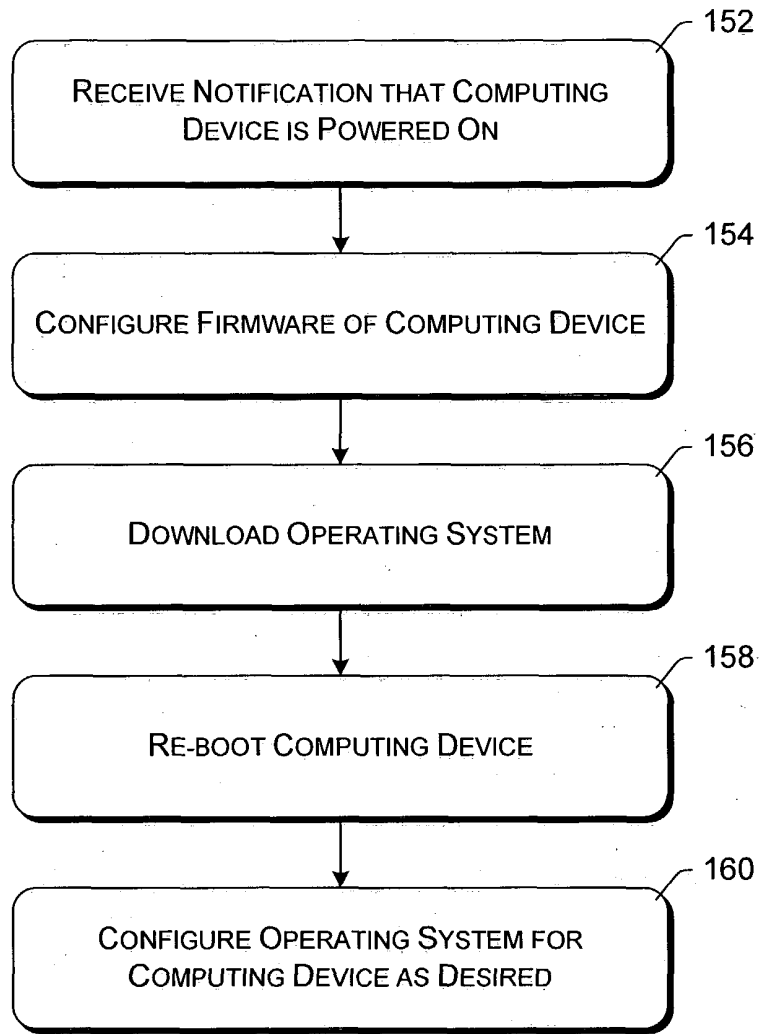 152
RECEIVE NOTIFICATION THAT COMPUTING
DEVICE IS POWERED ON
154
CONFIGURE FIRMWARE OF COMPUTING DEVICE
156
DOWNLOAD OPERATING SYSTEM
158
RE-BOOT COMPUTING DEVICE
160
CONFIGURE OPERATING SYSTEM FOR
COMPUTING DEVICE AS DESIRED